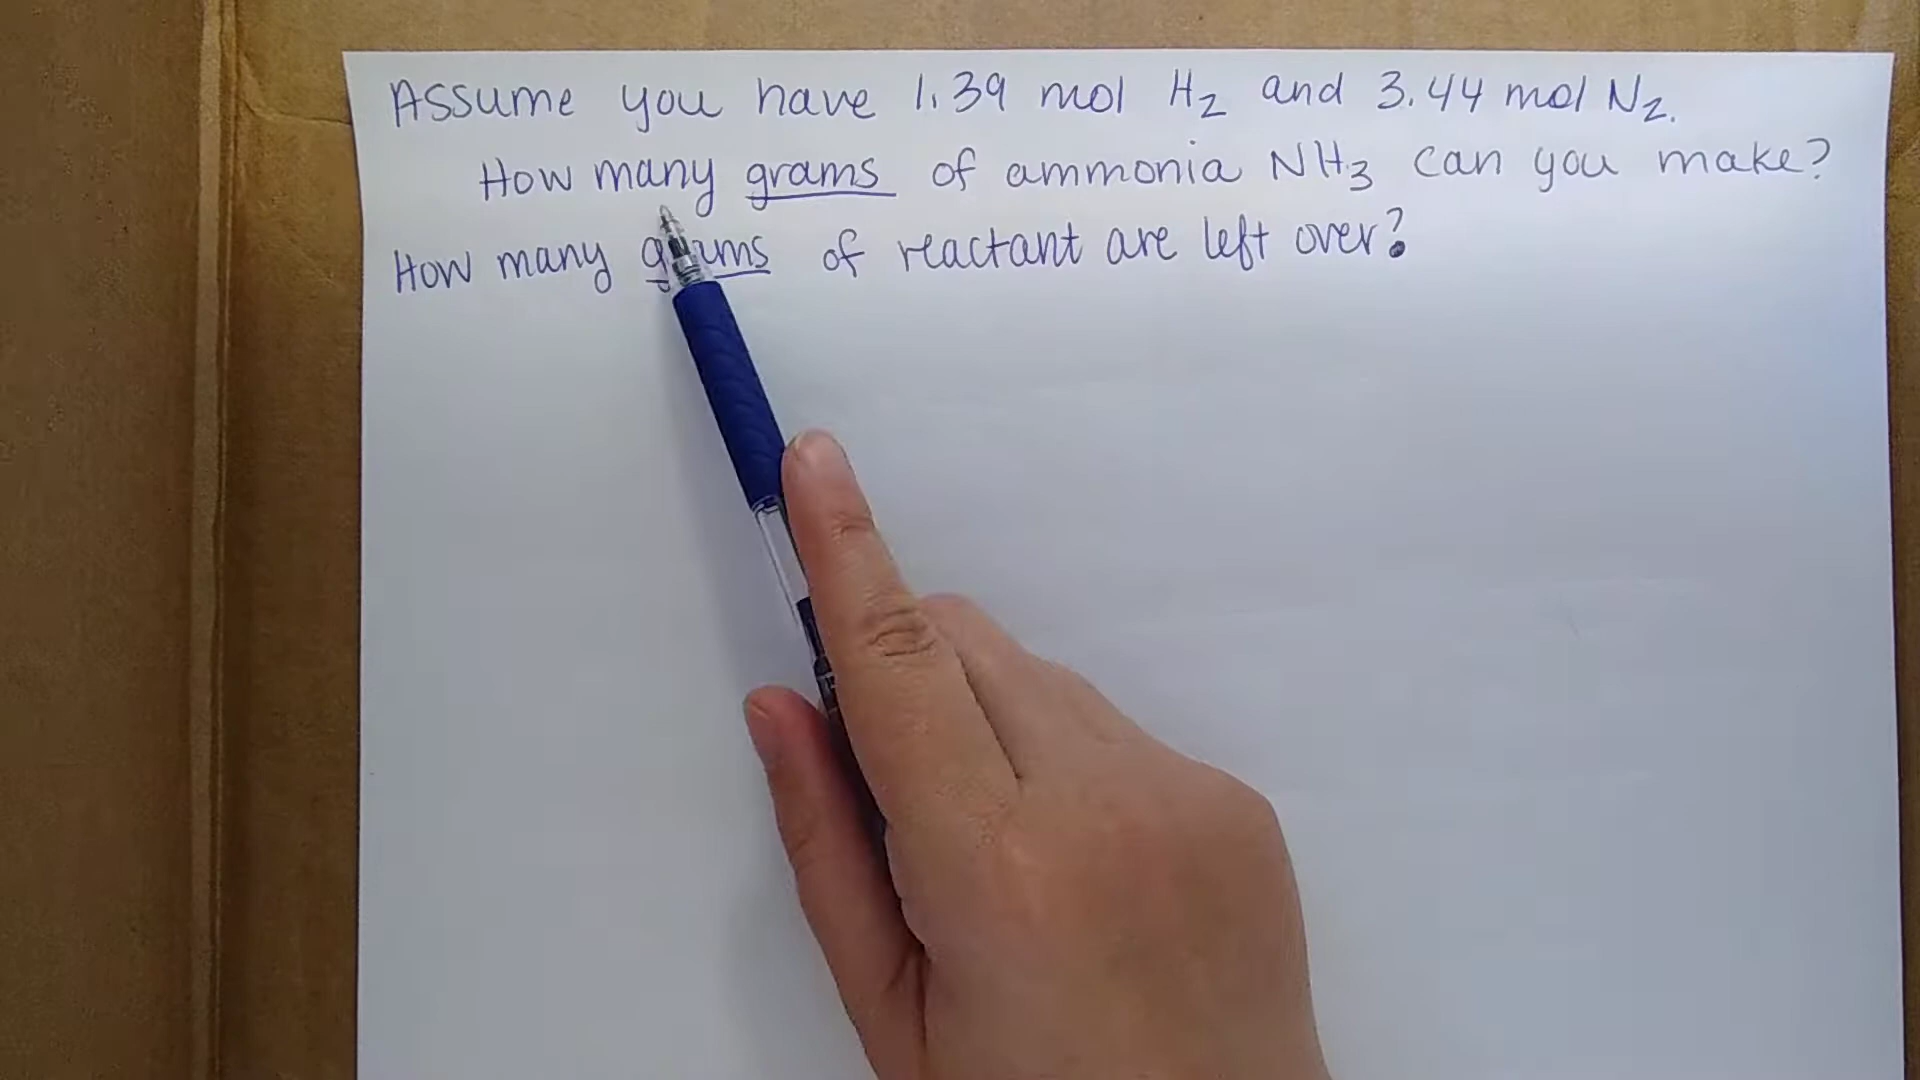 Assume you have 1.39 mol H2 and 3.44 mol N2.
How many grams of ammonia NH3 can you make?
How many grams of reactant are left over?